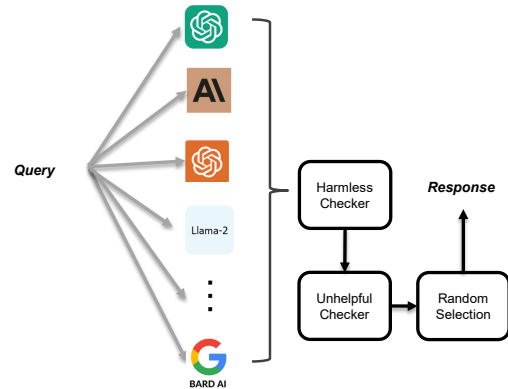 Query
A\
Llama-2
BARD AI
Harmless
Checker
Unhelpful
Checker
Random
Selection
Response